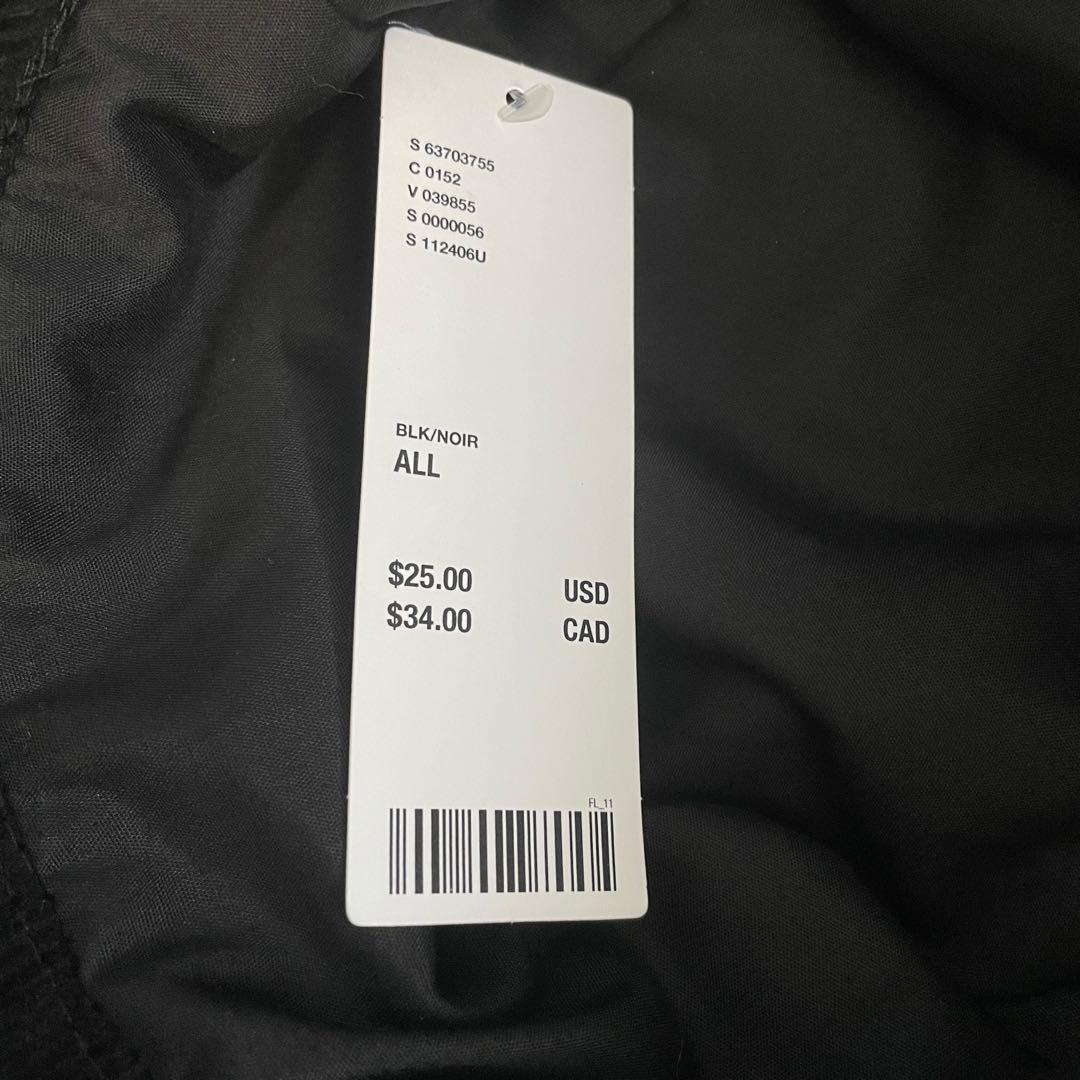 S 63703755
C 0152
V 039855
S 0000056
S 112406U
BLK/NOIR
ALL
$25.00 USD
$34.00 CAD
FL_11